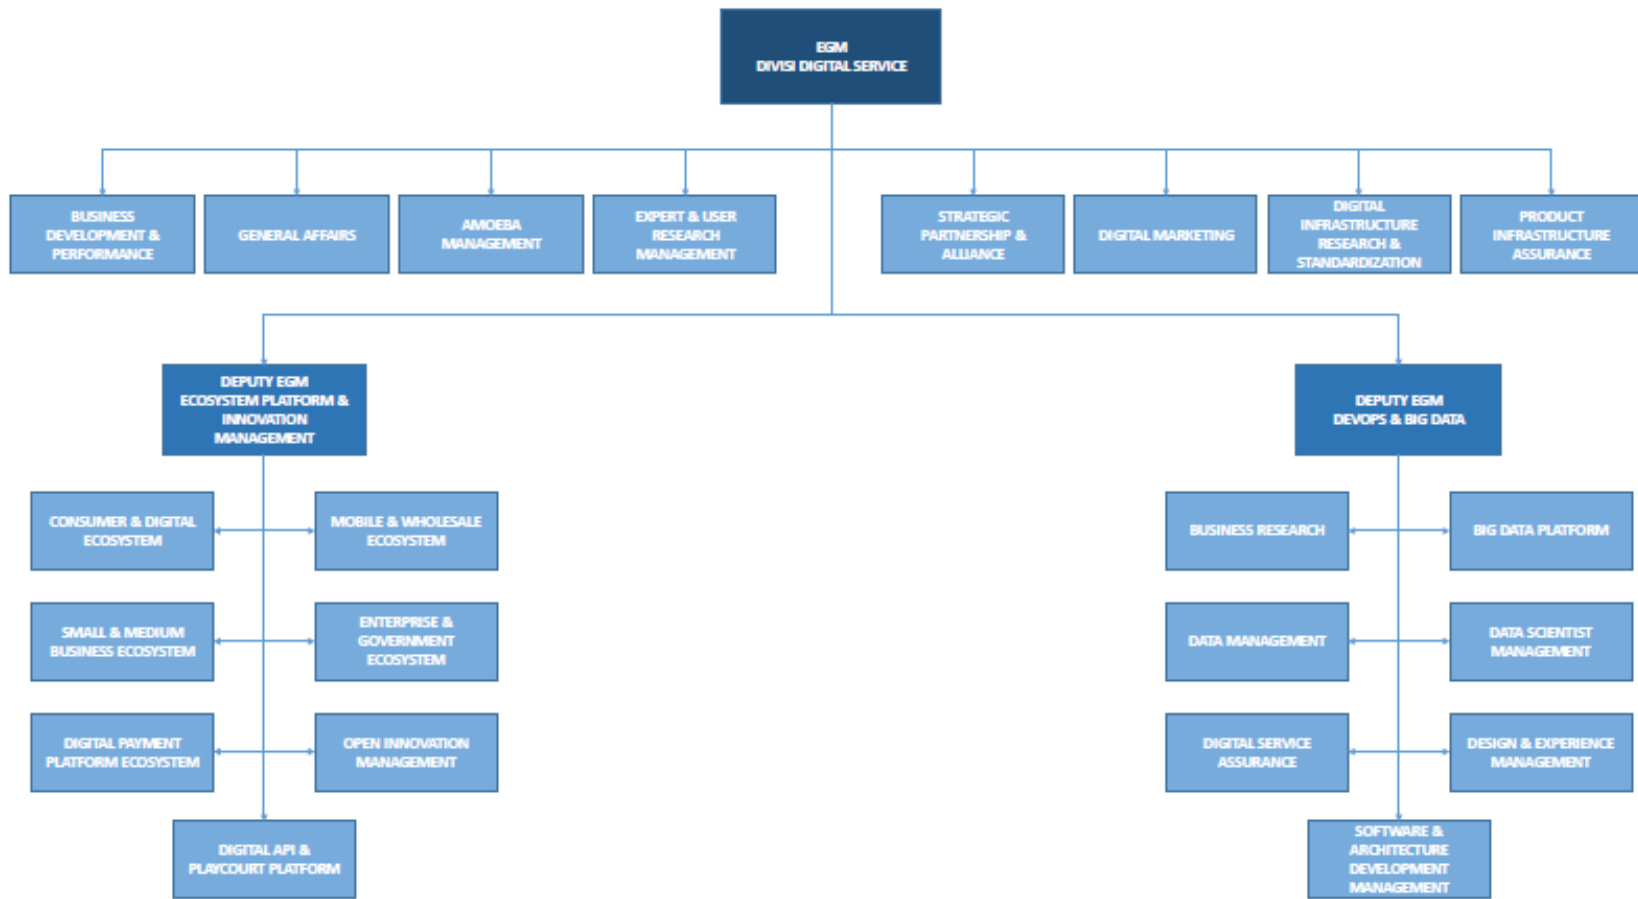 EGM
DIVISI DIGITAL SERVICE
BUSINESS
DEVELOPMENT &
PERFORMANCE
GENERAL AFFAIRS
AMOEBA
MANAGEMENT
EXPERT & USER
RESEARCH
MANAGEMENT
STRATEGIC
PARTNERSHIP &
ALLIANCE
DIGITAL MARKETING
DIGITAL
INFRASTRUCTURE
RESEARCH &
STANDARDIZATION
PRODUCT
INFRASTRUCTURE
ASSURANCE
DEPUTY EGM
ECOSYSTEM PLATFORM &
INNOVATION
MANAGEMENT
DEPUTY EGM
DEVOPS & BIG DATA
CONSUMER & DIGITAL
ECOSYSTEM
MOBILE & WHOLESALE
ECOSYSTEM
SMALL & MEDIUM
BUSINESS ECOSYSTEM
ENTERPRISE &
GOVERNMENT
ECOSYSTEM
DIGITAL PAYMENT
PLATFORM ECOSYSTEM
OPEN INNOVATION
MANAGEMENT
DIGITAL API &
PLAYCOURT PLATFORM
BUSINESS RESEARCH
BIG DATA PLATFORM
DATA MANAGEMENT
DATA SCIENTIST
MANAGEMENT
DIGITAL SERVICE
ASSURANCE
DESIGN & EXPERIENCE
MANAGEMENT
SOFTWARE &
ARCHITECTURE
DEVELOPMENT
MANAGEMENT